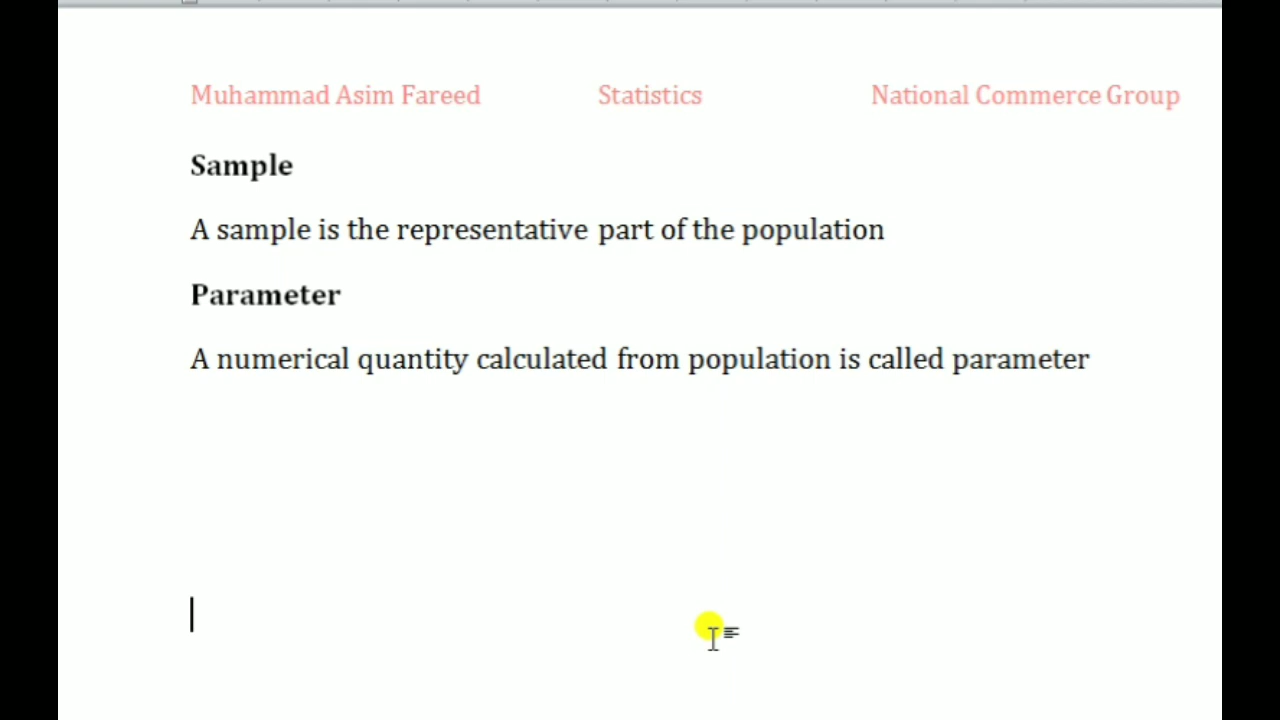 Muhammad Asim Fareed Statistics National Commerce Group
Sample
A sample is the representative part of the population
Parameter
A numerical quantity calculated from population is called parameter